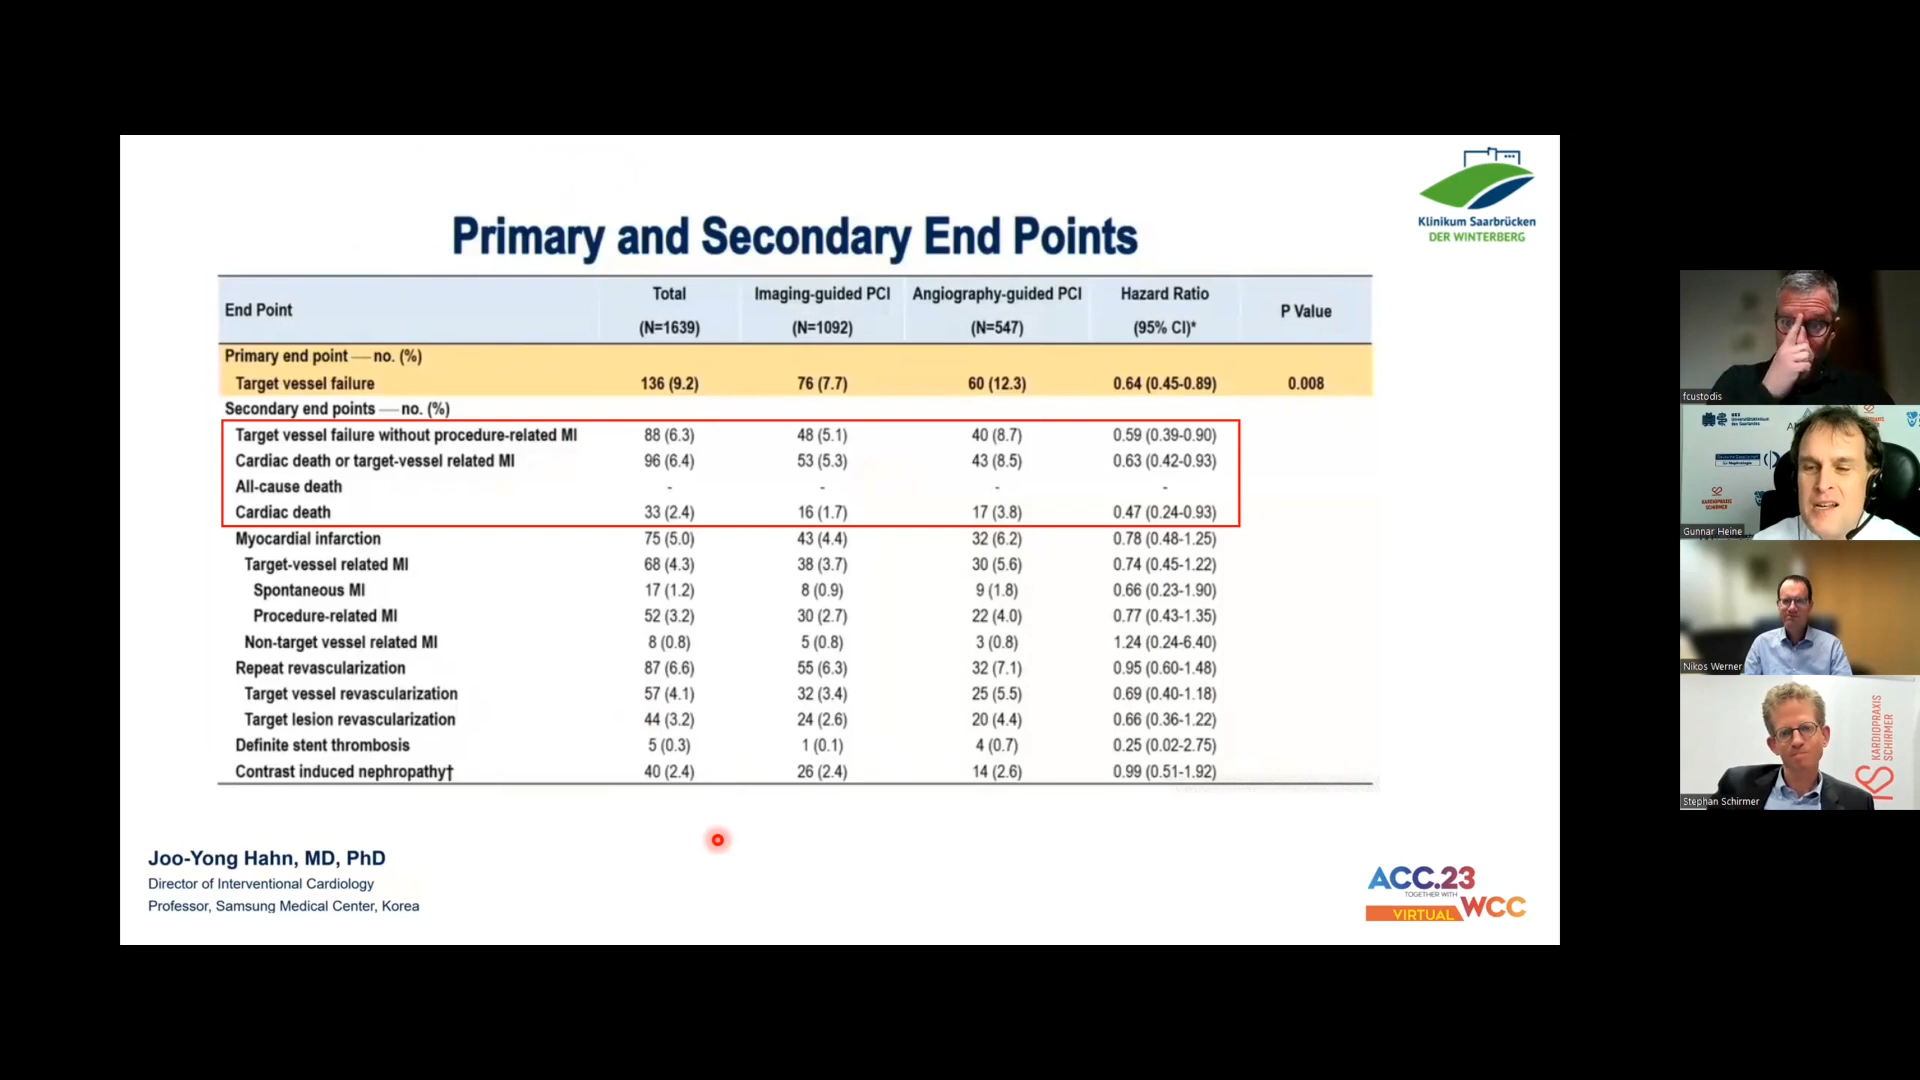 Klinikum Saarbrücken
DER WINTERBERG
Primary and Secondary End Points
End Point Total (N=1639) Imaging-guided PCI (N=1092) Angiography-guided PCI (N=547) Hazard Ratio (95% CI)* P Value
Primary end point — no. (%)
Target vessel failure 136 (9.2) 76 (7.7) 60 (12.3) 0.64 (0.45-0.89) 0.008
Secondary end points — no. (%)
Target vessel failure without procedure-related MI 88 (6.3) 48 (5.1) 40 (8.7) 0.59 (0.39-0.90)
Cardiac death or target-vessel related MI 96 (6.4) 53 (5.3) 43 (8.5) 0.63 (0.42-0.93)
All-cause death - - - -
Cardiac death 33 (2.4) 16 (1.7) 17 (3.8) 0.47 (0.24-0.93)
Myocardial infarction 75 (5.0) 43 (4.4) 32 (6.2) 0.78 (0.48-1.25)
Target-vessel related MI 68 (4.3) 38 (3.7) 30 (5.6) 0.74 (0.45-1.22)
Spontaneous MI 17 (1.2) 8 (0.9) 9 (1.8) 0.66 (0.23-1.90)
Procedure-related MI 52 (3.2) 30 (2.7) 22 (4.0) 0.77 (0.43-1.35)
Non-target vessel related MI 8 (0.8) 5 (0.8) 3 (0.8) 1.24 (0.24-6.40)
Repeat revascularization 87 (6.6) 55 (6.3) 32 (7.1) 0.95 (0.60-1.48)
Target vessel revascularization 57 (4.1) 32 (3.4) 25 (5.5) 0.69 (0.40-1.18)
Target lesion revascularization 44 (3.2) 24 (2.6) 20 (4.4) 0.66 (0.36-1.22)
Definite stent thrombosis 5 (0.3) 1 (0.1) 4 (0.7) 0.25 (0.02-2.75)
Contrast induced nephropathy† 40 (2.4) 26 (2.4) 14 (2.6) 0.99 (0.51-1.92)
Joo-Yong Hahn, MD, PhD
Director of Interventional Cardiology
Professor, Samsung Medical Center, Korea
ACC.23
TOGETHER WITH
VIRTUAL WCC
fcustodis
Gunnar Heine
Nikos Werner
KARDIOPRAXIS
SCHIRMER
Stephan Schirmer